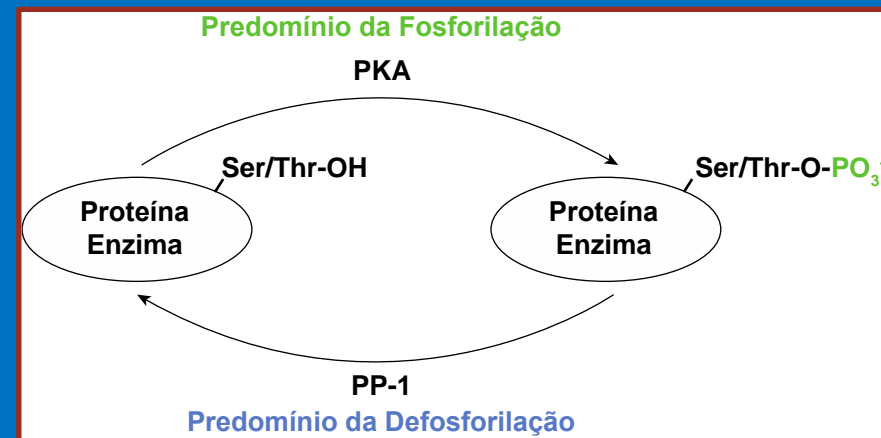 Predomínio da Fosforilação
PKA
Ser/Thr-OH
Ser/Thr-O-PO₃
Proteína
Enzima
Proteína
Enzima
PP-1
Predomínio da Defosforilação